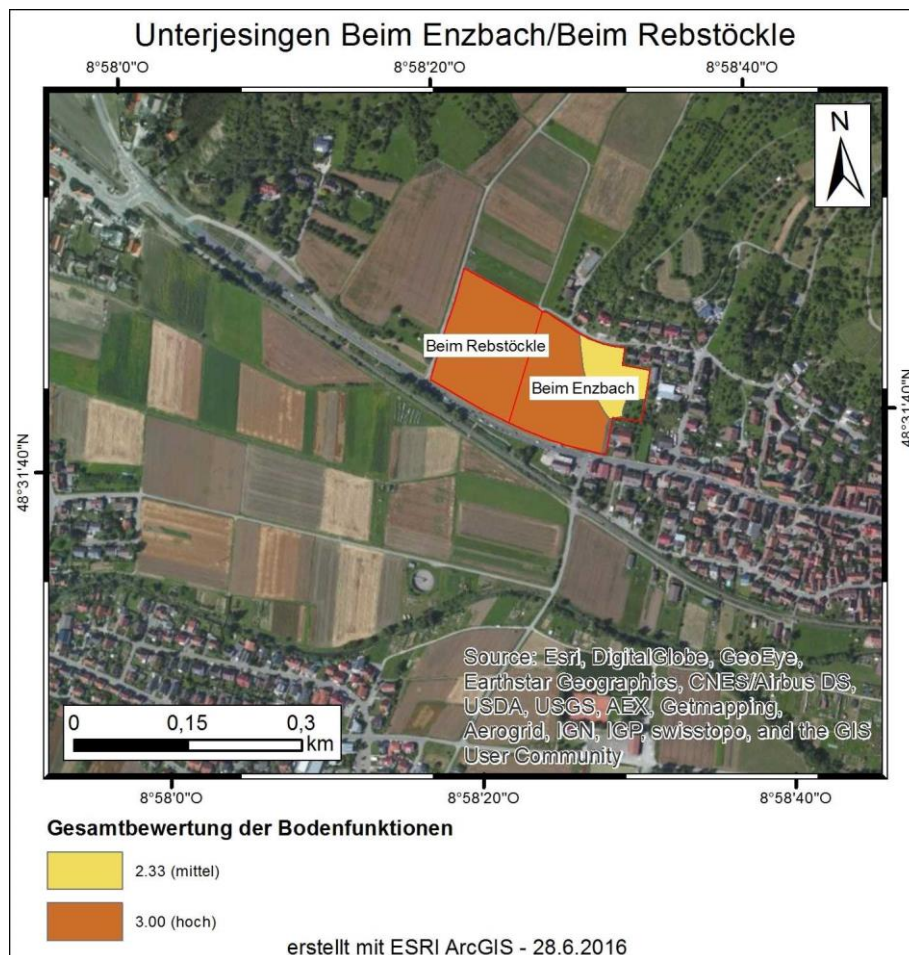 Unterjesingen Beim Enzbach/Beim Rebstöckle
8°58'0"O
8°58'20"O
8°58'40"O
N
Beim Rebstöckle
Beim Enzbach
48°31'40"N
48°31'40"N
Source: Esri, DigitalGlobe, GeoEye,
Earthstar Geographics, CNES/Airbus DS,
USDA, USGS, AEX, Getmapping,
Aerogrid, IGN, IGP, swisstopo, and the GIS
User Community
0 0,15 0,3
km
8°58'0"O
8°58'20"O
8°58'40"O
Gesamtbewertung der Bodenfunktionen
2.33 (mittel)
3.00 (hoch)
erstellt mit ESRI ArcGIS - 28.6.2016